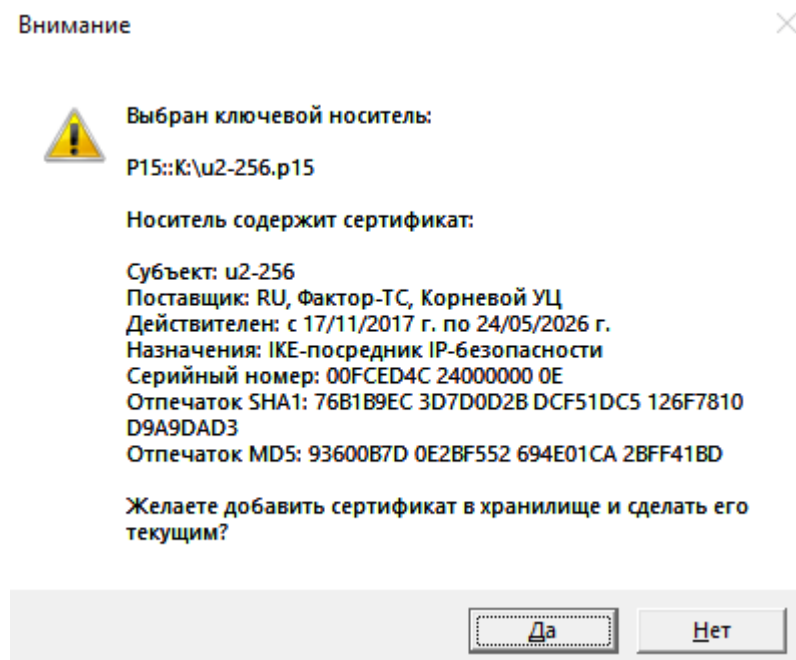 Внимание
Выбран ключевой носитель:
P15::K:\u2-256.p15
Носитель содержит сертификат:
Субъект: u2-256
Поставщик: RU, Фактор-ТС, Корневой УЦ
Действителен: с 17/11/2017 г. по 24/05/2026 г.
Назначения: IKE-посредник IP-безопасности
Серийный номер: 00FCED4C 24000000 0E
Отпечаток SHA1: 76B1B9EC 3D7D0D2B DCF51DC5 126F7810
D9A9DAD3
Отпечаток MD5: 93600B7D 0E2BF552 694E01CA 2BFF41BD
Желаете добавить сертификат в хранилище и сделать его
текущим?
Да Нет